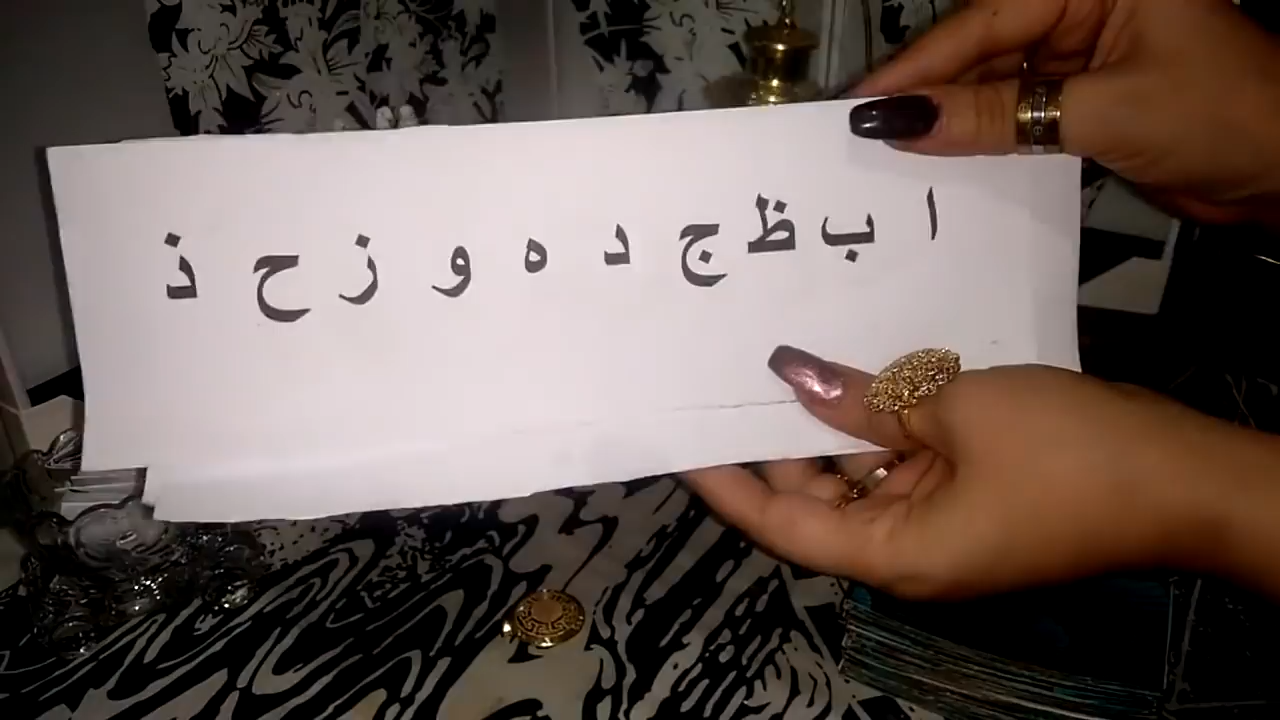 ا ب ظ ج د ه و ز ح ذ